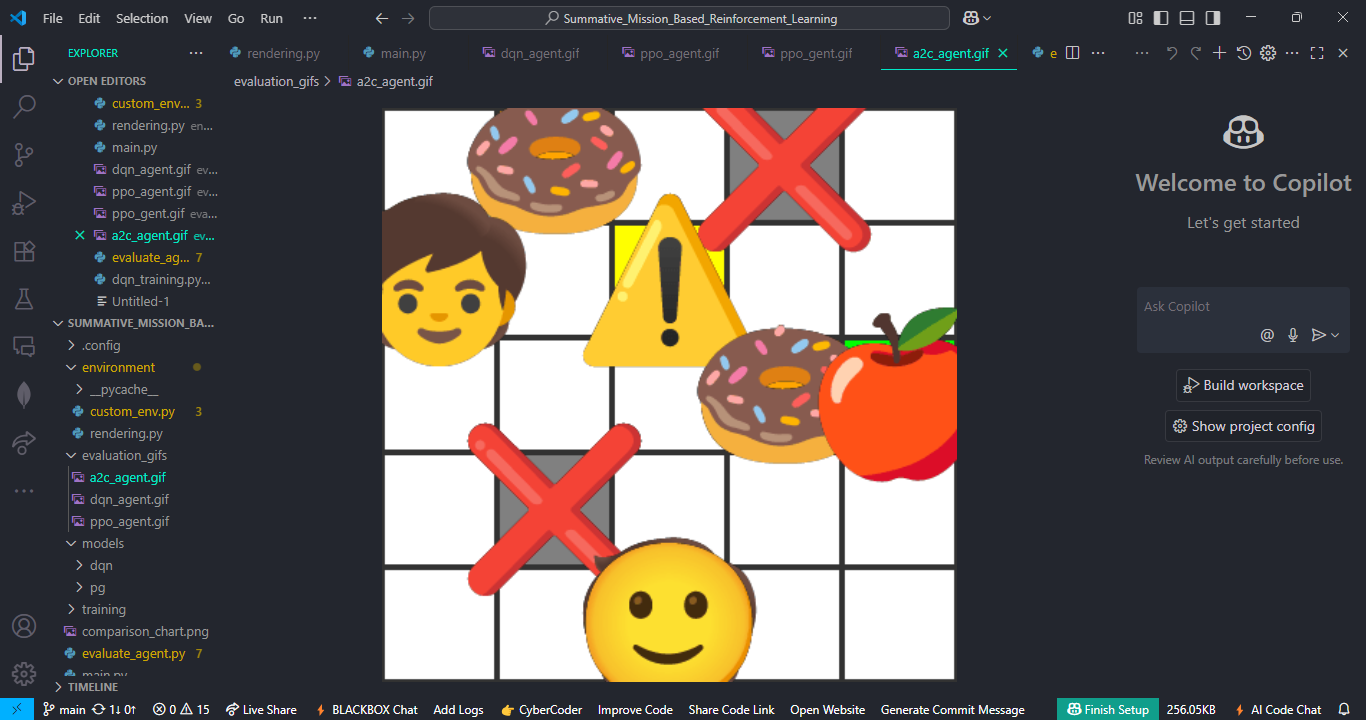 File Edit Selection View Go Run ··· Summative_Mission_Based_Reinforcement_Learning
EXPLORER ···
rendering.py main.py dqn_agent.gif ppo_agent.gif ppo_gent.gif a2c_agent.gif e ··· ···
OPEN EDITORS
evaluation_gifs > a2c_agent.gif
custom_env... 3
rendering.py en...
main.py
dqn_agent.gif ev...
ppo_agent.gif ev...
ppo_gent.gif eva...
a2c_agent.gif ev...
evaluate_ag... 7
dqn_training.py...
Untitled-1
SUMMATIVE_MISSION_BA...
.config
environment
__pycache__
custom_env.py 3
rendering.py
evaluation_gifs
a2c_agent.gif
dqn_agent.gif
ppo_agent.gif
models
dqn
pg
training
comparison_chart.png
evaluate_agent.py 7
main.py
TIMELINE
Welcome to Copilot
Let's get started
Ask Copilot
@
Build workspace
Show project config
Review AI output carefully before use.
main 1↓ 0↑ 0 15 Live Share BLACKBOX Chat Add Logs CyberCoder Improve Code Share Code Link Open Website Generate Commit Message Finish Setup 256.05KB AI Code Chat